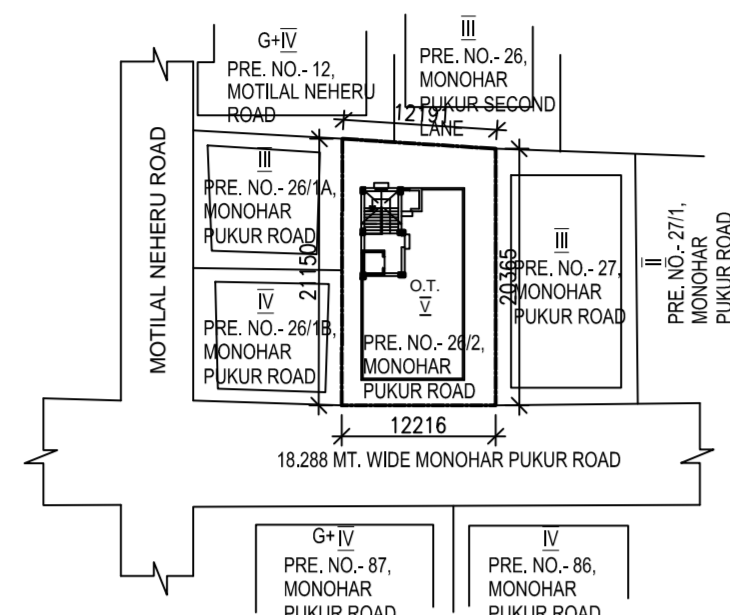 G+IV
PRE. NO.- 12,
MOTILAL NEHERU
ROAD
III
PRE. NO.- 26,
MONOHAR
PUKUR SECOND
LANE
12191
MOTILAL NEHERU ROAD
III
PRE. NO.- 26/1A,
MONOHAR
PUKUR ROAD
IV
PRE. NO.- 26/1B,
MONOHAR
PUKUR ROAD
21150
O.T.
V
PRE. NO.- 26/2,
MONOHAR
PUKUR ROAD
20365
III
PRE. NO.- 27,
MONOHAR
PUKUR ROAD
II
PRE. NO.- 27/1,
MONOHAR
PUKUR ROAD
12216
18.288 MT. WIDE MONOHAR PUKUR ROAD
G+IV
PRE. NO.- 87,
MONOHAR
PUKUR ROAD
IV
PRE. NO.- 86,
MONOHAR
PUKUR ROAD